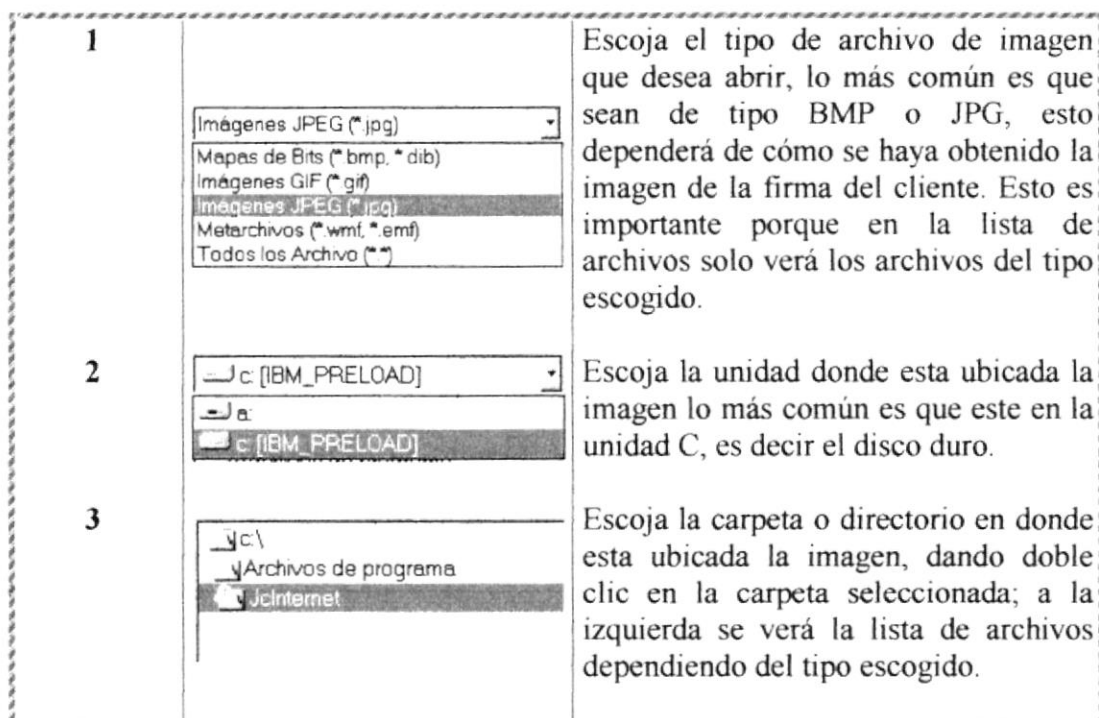 1
Imágenes JPEG (*.jpg)
Mapas de Bits (*.bmp, *.dib)
Imágenes GIF (*.gif)
Imágenes JPEG (*.jpg)
Metarchivos (*.wmf, *.emf)
Todos los Archivo (*.*)
Escoja el tipo de archivo de imagen
que desea abrir, lo más común es que
sean de tipo BMP o JPG, esto
dependerá de cómo se haya obtenido la
imagen de la firma del cliente. Esto es
importante porque en la lista de
archivos solo verá los archivos del tipo
escogido.
2
c: [IBM_PRELOAD]
a:
c: [IBM_PRELOAD]
Escoja la unidad donde esta ubicada la
imagen lo más común es que este en la
unidad C, es decir el disco duro.
3
c:\
Archivos de programa
JcInternet
Escoja la carpeta o directorio en donde
esta ubicada la imagen, dando doble
clic en la carpeta seleccionada; a la
izquierda se verá la lista de archivos
dependiendo del tipo escogido.